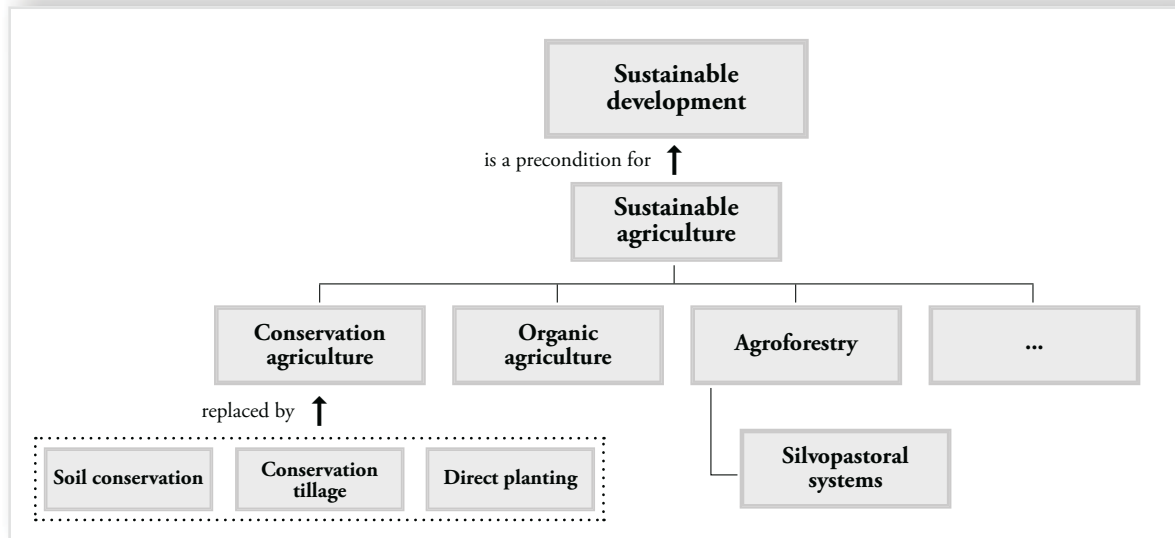 Sustainable
development
is a precondition for
Sustainable
agriculture
Conservation
agriculture
Organic
agriculture
Agroforestry
...
replaced by
Soil conservation
Conservation
tillage
Direct planting
Silvopastoral
systems